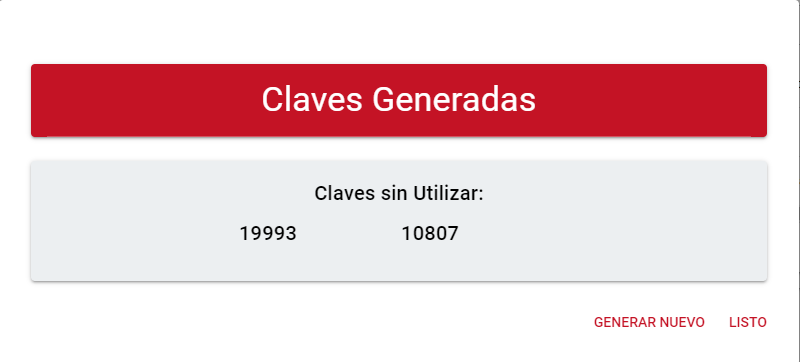 Claves Generadas
Claves sin Utilizar:
19993 10807
GENERAR NUEVO LISTO